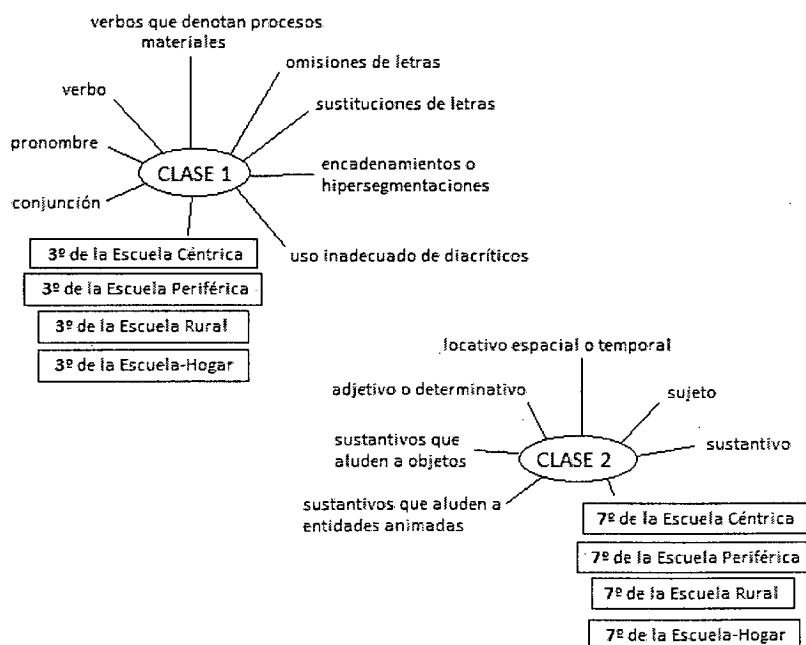 verbos que denotan procesos
materiales
omisiones de letras
verbo
sustituciones de letras
pronombre
CLASE 1
encadenamientos o
hipersegmentaciones
conjunción
uso inadecuado de diacríticos
3º de la Escuela Céntrica
3º de la Escuela Periférica
3º de la Escuela Rural
3º de la Escuela-Hogar
locativo espacial o temporal
adjetivo o determinativo
sujeto
sustantivos que
aluden a objetos
CLASE 2
sustantivo
sustantivos que aluden a
entidades animadas
7º de la Escuela Céntrica
7º de la Escuela Periférica
7º de la Escuela Rural
7º de la Escuela-Hogar